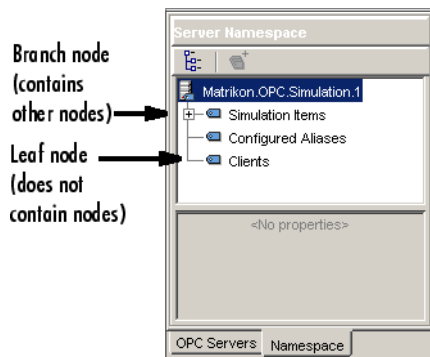 Server Namespace
Branch node
(contains
other nodes)
Leaf node
(does not
contain nodes)
Matrikon.OPC.Simulation.1
Simulation Items
Configured Aliases
Clients
<No properties>
OPC Servers
Namespace